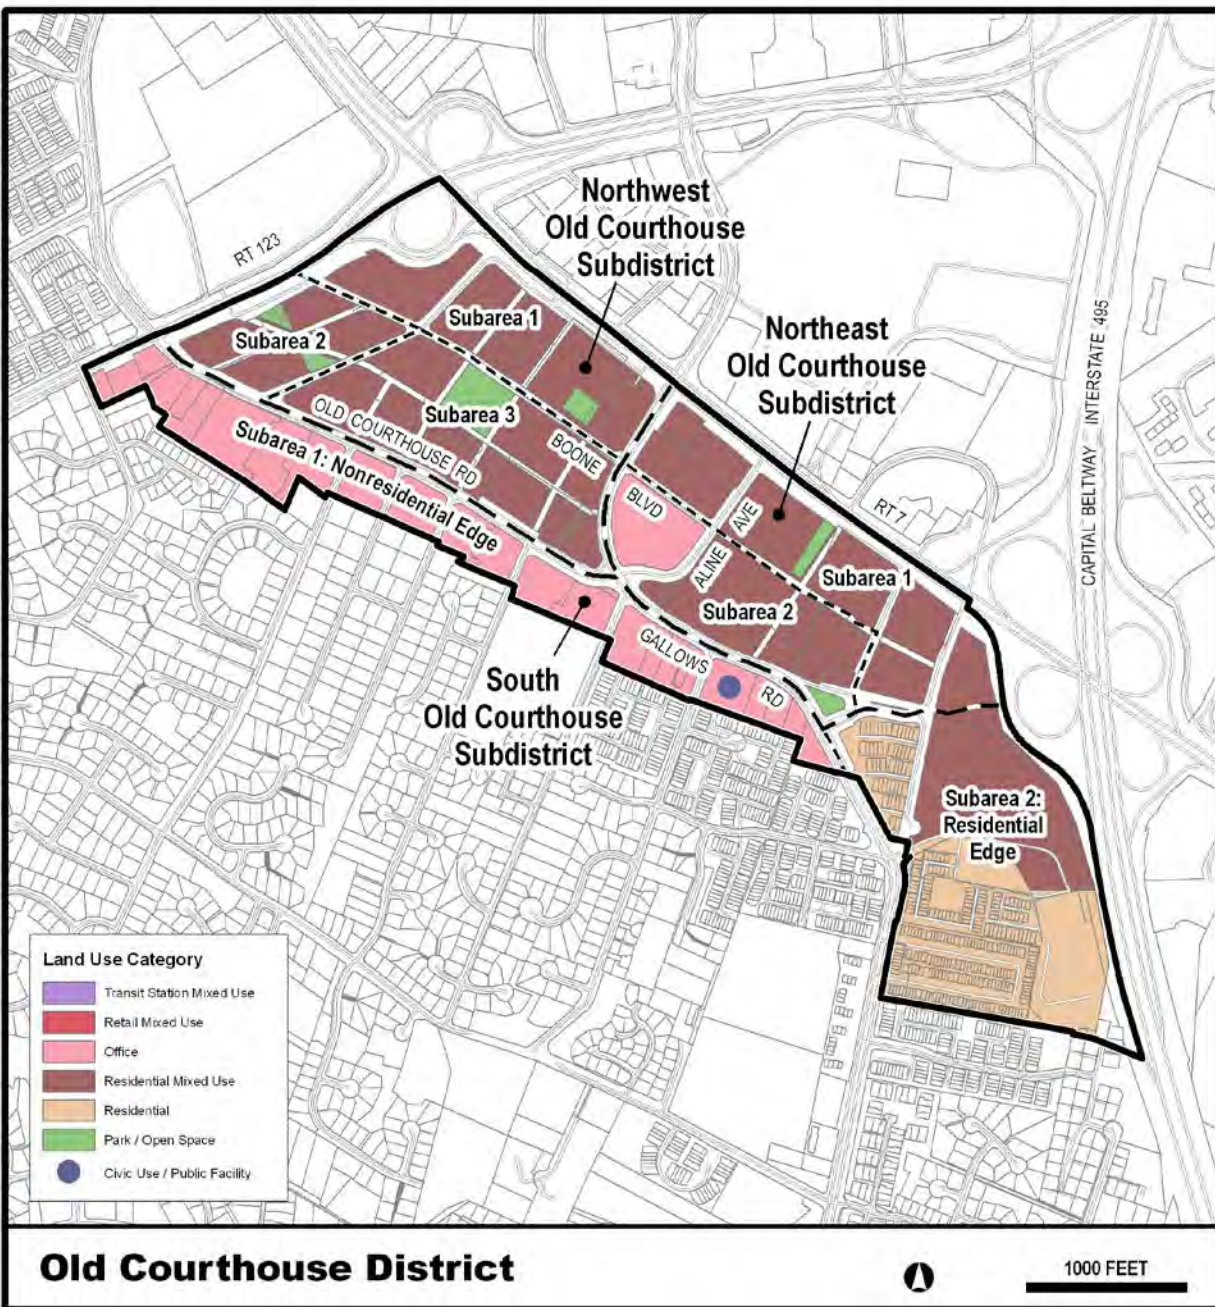 Northwest
Old Courthouse
Subdistrict
RT 123
Subarea 1
Northeast
Old Courthouse
Subdistrict
CAPITAL BELTWAY INTERSTATE 495
Subarea 2
Subarea 3
OLD COURTHOUSE RD
BOONE
BLVD
Subarea 1: Nonresidential Edge
AVE
ALINE
RT 7
Subarea 1
Subarea 2
GALLOWS
RD
South
Old Courthouse
Subdistrict
Subarea 2:
Residential
Edge
Land Use Category
Transit Station Mixed Use
Retail Mixed Use
Office
Residential Mixed Use
Residential
Park / Open Space
Civic Use / Public Facility
Old Courthouse District
1000 FEET